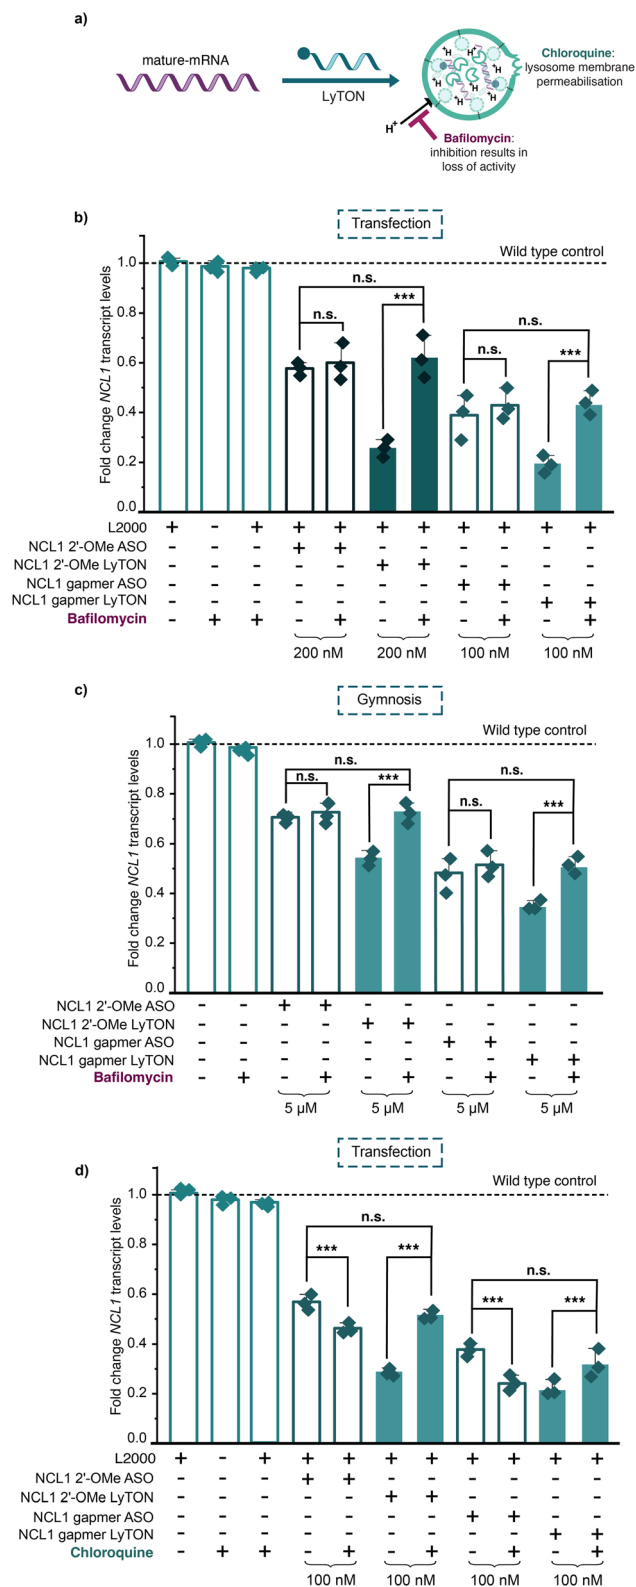 a)
mature-mRNA
LyTON
Chloroquine:
lysosome membrane
permeabilisation
+H +H +H +H +H +H
H+
Bafilomycin:
inhibition results in
loss of activity
b)
Transfection
Wild type control
n.s. n.s.
n.s. *** n.s. ***
Fold change NCL1 transcript levels
1.0
0.8
0.6
0.4
0.2
0.0
L2000 + - + + + + + + + + +
NCL1 2'-OMe ASO - - - + + - - - - - -
NCL1 2'-OMe LyTON - - - - - + + - - - -
NCL1 gapmer ASO - - - - - - - + + - -
NCL1 gapmer LyTON - - - - - - - - - + +
Bafilomycin - + + - + - + - + - +
200 nM 200 nM 100 nM 100 nM
c)
Gymnosis
Wild type control
n.s. n.s.
n.s. *** n.s. ***
Fold change NCL1 transcript levels
1.0
0.8
0.6
0.4
0.2
0.0
NCL1 2'-OMe ASO - - + + - - - - - -
NCL1 2'-OMe LyTON - - - - + + - - - -
NCL1 gapmer ASO - - - - - - + + - -
NCL1 gapmer LyTON - - - - - - - - + +
Bafilomycin - + - + - + - + - +
5 µM 5 µM 5 µM 5 µM
d)
Transfection
Wild type control
n.s. n.s.
*** *** *** ***
Fold change NCL1 transcript levels
1.0
0.8
0.6
0.4
0.2
0.0
L2000 + - + + + + + + + + +
NCL1 2'-OMe ASO - - - + + - - - - - -
NCL1 2'-OMe LyTON - - - - - + + - - - -
NCL1 gapmer ASO - - - - - - - + + - -
NCL1 gapmer LyTON - - - - - - - - - + +
Chloroquine - + + - + - + - + - +
100 nM 100 nM 100 nM 100 nM